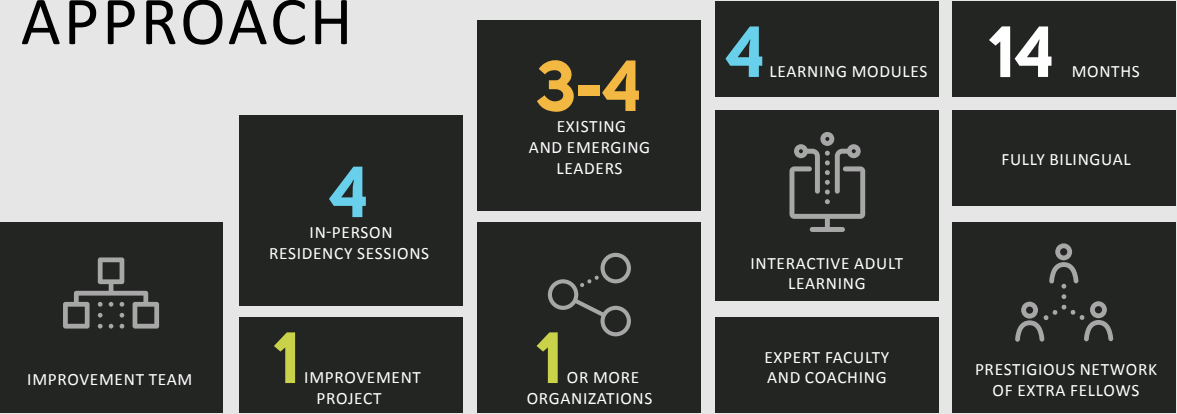 APPROACH
IMPROVEMENT TEAM
4
IN-PERSON
RESIDENCY SESSIONS
1 IMPROVEMENT
PROJECT
3-4
EXISTING
AND EMERGING
LEADERS
1 OR MORE
ORGANIZATIONS
4 LEARNING MODULES
INTERACTIVE ADULT
LEARNING
EXPERT FACULTY
AND COACHING
14 MONTHS
FULLY BILINGUAL
PRESTIGIOUS NETWORK
OF EXTRA FELLOWS